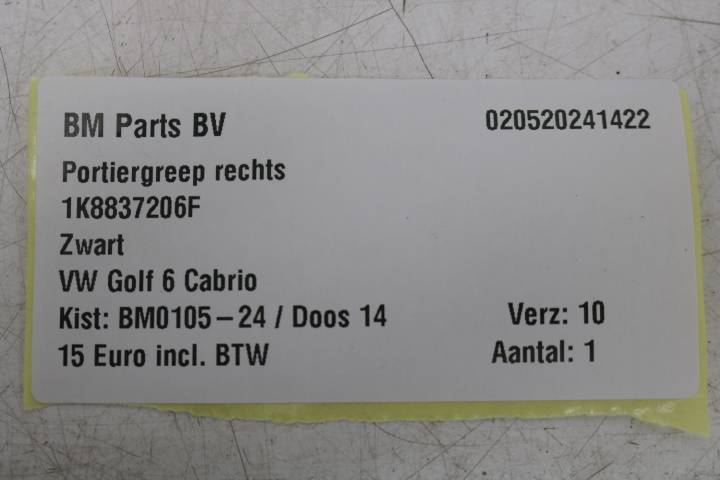 BM Parts BV 020520241422
Portiergreep rechts
1K8837206F
Zwart
VW Golf 6 Cabrio
Kist: BM0105-24 / Doos 14 Verz: 10
15 Euro incl. BTW Aantal: 1